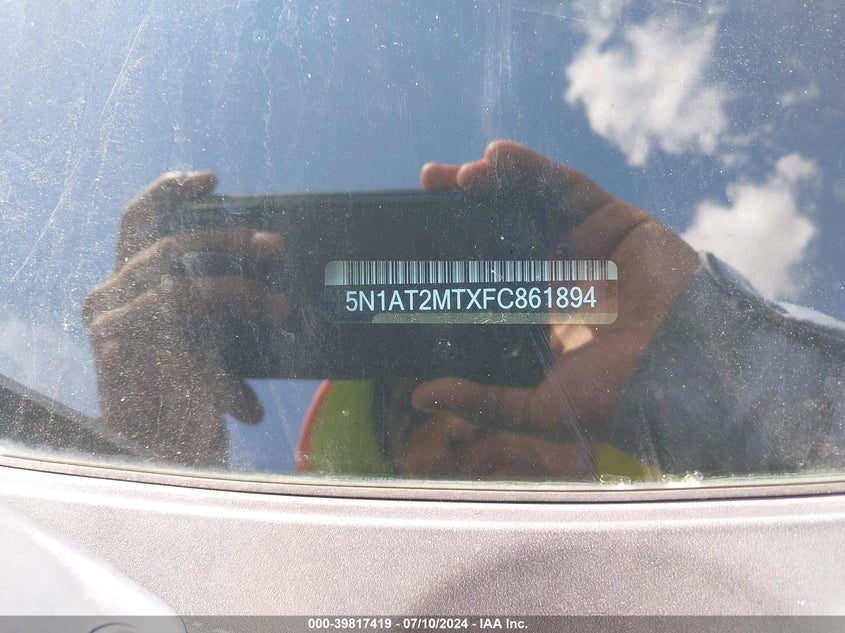 5N1AT2MTXFC861894
000-39817419 - 07/10/2024 - IAA Inc.